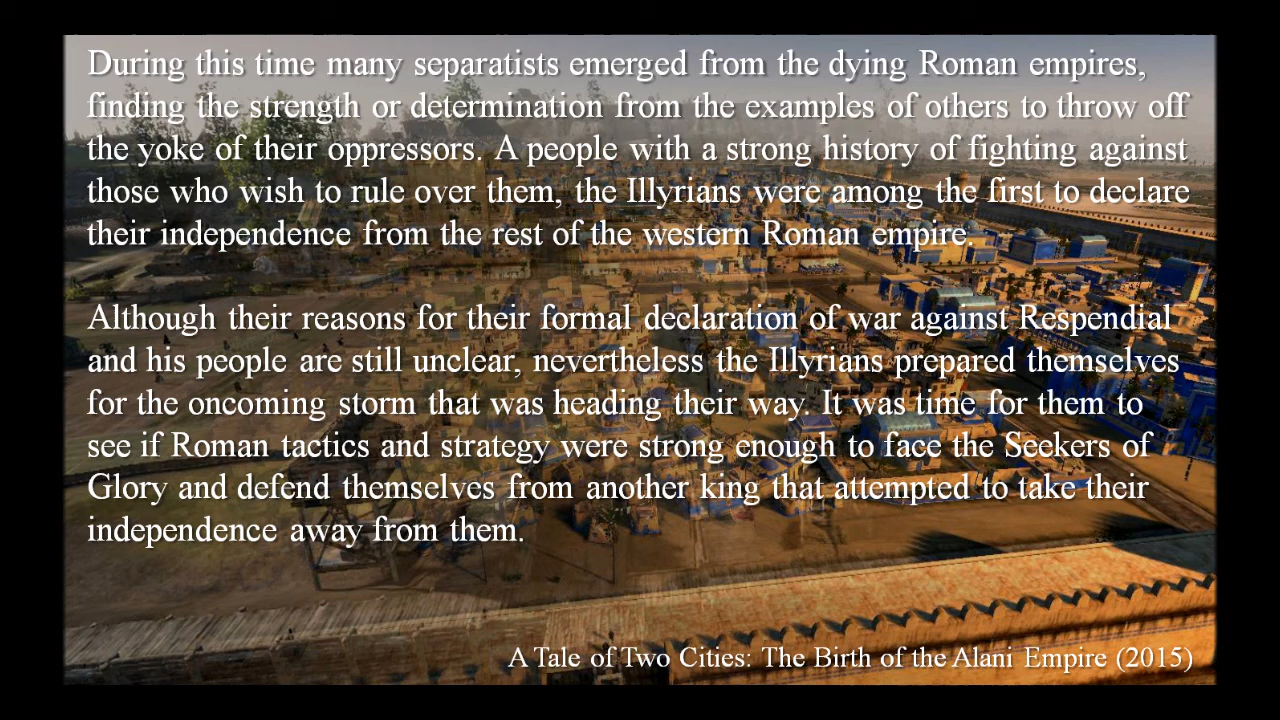 During this time many separatists emerged from the dying Roman empires,
finding the strength or determination from the examples of others to throw off
the yoke of their oppressors. A people with a strong history of fighting against
those who wish to rule over them, the Illyrians were among the first to declare
their independence from the rest of the western Roman empire.
Although their reasons for their formal declaration of war against Respendial
and his people are still unclear, nevertheless the Illyrians prepared themselves
for the oncoming storm that was heading their way. It was time for them to
see if Roman tactics and strategy were strong enough to face the Seekers of
Glory and defend themselves from another king that attempted to take their
independence away from them.
A Tale of Two Cities: The Birth of the Alani Empire (2015)